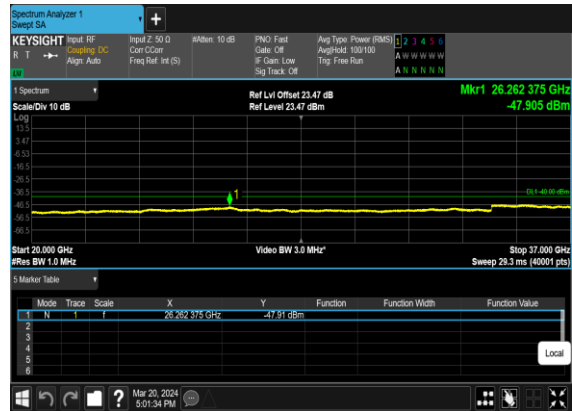 Spectrum Analyzer 1
Swept SA
+
KEYSIGHT
R T
Input: RF
Coupling: DC
Align: Auto
Input Z: 50 Ω
Corr CCorr
Freq Ref: Int (S)
#Atten: 10 dB
PNO: Fast
Gate: Off
IF Gain: Low
Sig Track: Off
Avg Type: Power (RMS)
Avg|Hold: 100/100
Trig: Free Run
1 2 3 4 5 6
A W W W W W
A N N N N N
1 Spectrum
Scale/Div 10 dB
Ref Lvl Offset 23.47 dB
Ref Level 23.47 dBm
Mkr1 26.262 375 GHz
-47.905 dBm
Log
13.5
3.47
-6.53
-16.5
-26.5
-36.5
-46.5
-56.5
-66.5
1
DL1 -40.00 dBm
Start 20.000 GHz
#Res BW 1.0 MHz
Video BW 3.0 MHz*
Stop 37.000 GHz
Sweep 29.3 ms (40001 pts)
5 Marker Table
Mode Trace Scale X Y Function Function Width Function Value
1 N 1 f 26.262 375 GHz -47.91 dBm
2
3
4
5
6
Local
?
Mar 20, 2024
5:01:34 PM